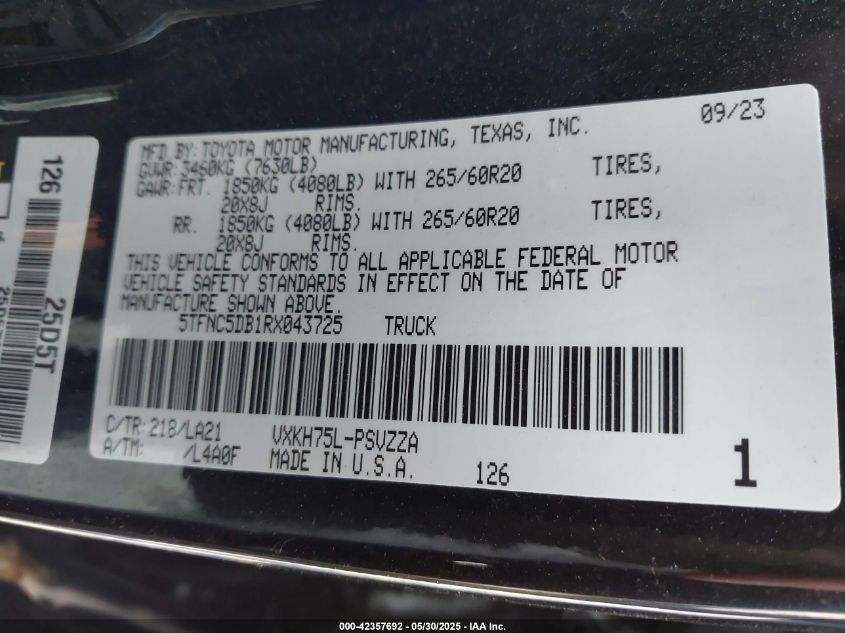 MFD BY: TOYOTA MOTOR MANUFACTURING, TEXAS, INC. 09/23
GVWR: 3460KG (7630LB)
GAWR: FRT. 1850KG (4080LB) WITH 265/60R20 TIRES,
20X8J RIMS.
RR. 1850KG (4080LB) WITH 265/60R20 TIRES,
20X8J RIMS.
THIS VEHICLE CONFORMS TO ALL APPLICABLE FEDERAL MOTOR
VEHICLE SAFETY STANDARDS IN EFFECT ON THE DATE OF
MANUFACTURE SHOWN ABOVE.
5TFNC5DB1RX043725 TRUCK
C/TR: 218/LA21 VXKH75L-PSVZZA
A/TM: /L4A0F MADE IN U.S.A. 126 1
126
25D5T
000-42357692 - 05/30/2025 - IAA Inc.